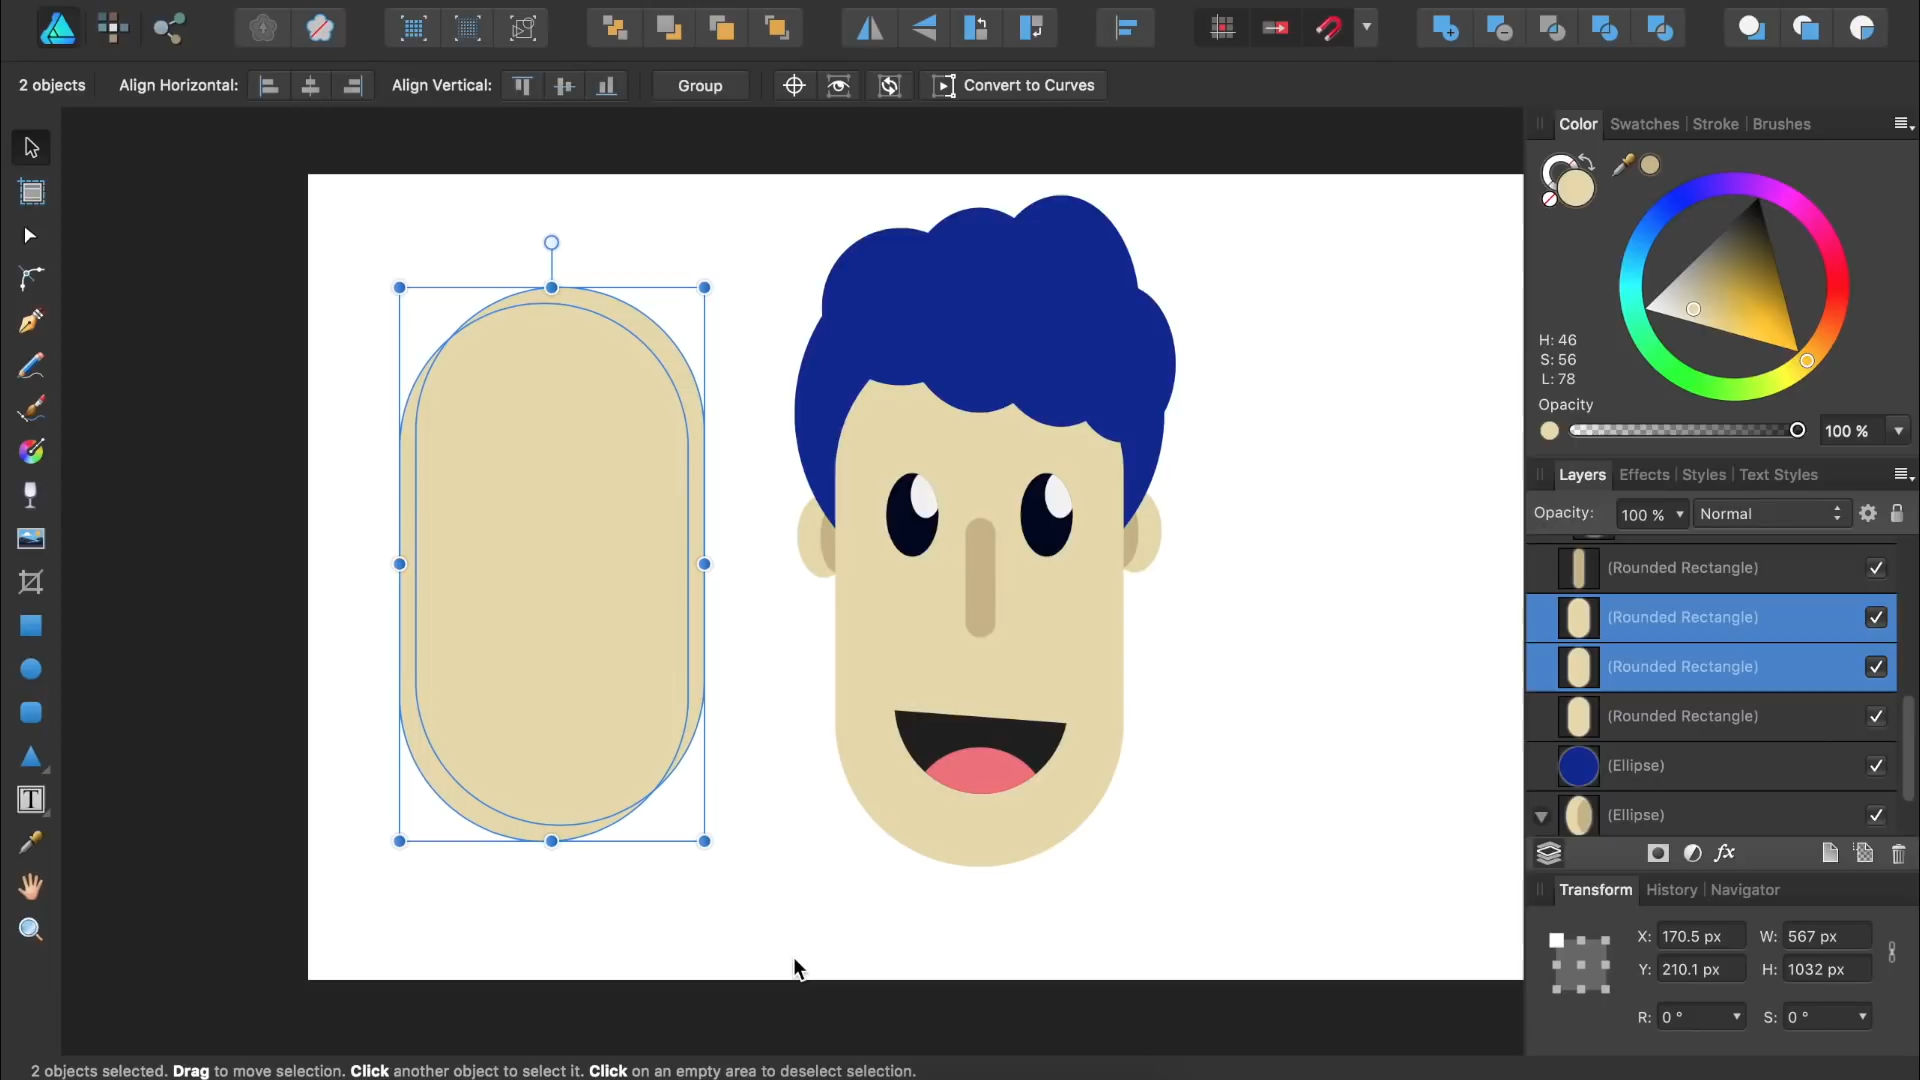 2 objects
Align Horizontal:
Align Vertical:
Group
Convert to Curves
Color
Swatches
Stroke
Brushes
H: 46
S: 56
L: 78
Opacity
100 %
Layers
Effects
Styles
Text Styles
Opacity:
100 %
Normal
(Rounded Rectangle)
(Rounded Rectangle)
(Rounded Rectangle)
(Rounded Rectangle)
(Ellipse)
(Ellipse)
fx
Transform
History
Navigator
X: 170.5 px
W: 567 px
Y: 210.1 px
H: 1032 px
R: 0 °
S: 0 °
T
2 objects selected. Drag to move selection. Click another object to select it. Click on an empty area to deselect selection.